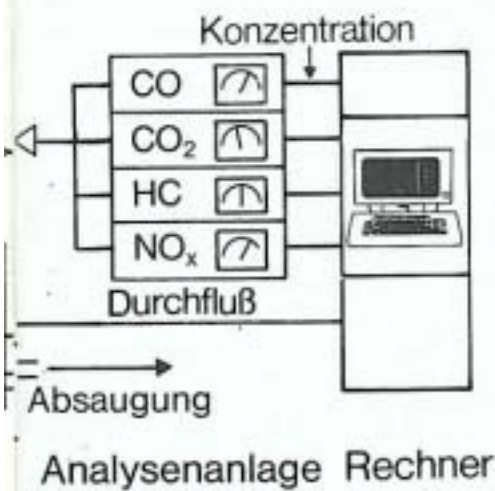 Konzentration
CO
CO₂
HC
NOₓ
Durchfluß
Absaugung
Analysenanlage Rechner